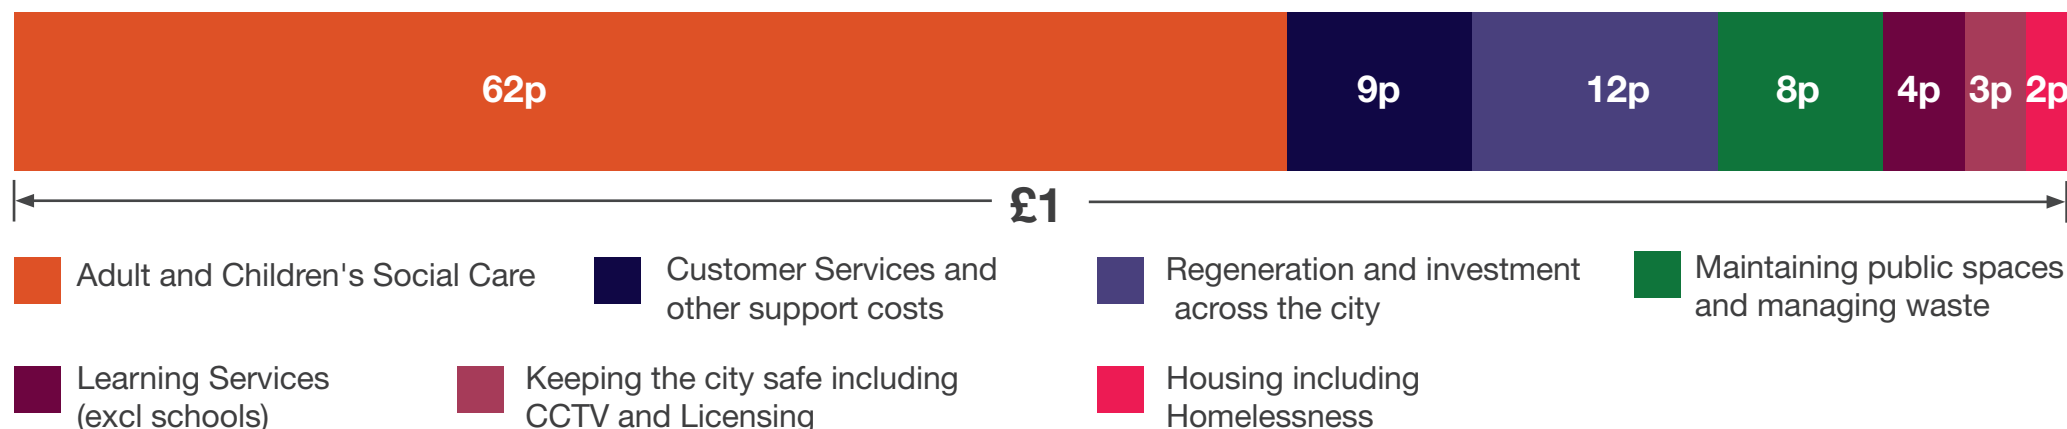 62p 9p 12p 8p 4p 3p 2p
£1
Adult and Children's Social Care
Customer Services and
other support costs
Regeneration and investment
across the city
Maintaining public spaces
and managing waste
Learning Services
(excl schools)
Keeping the city safe including
CCTV and Licensing
Housing including
Homelessness